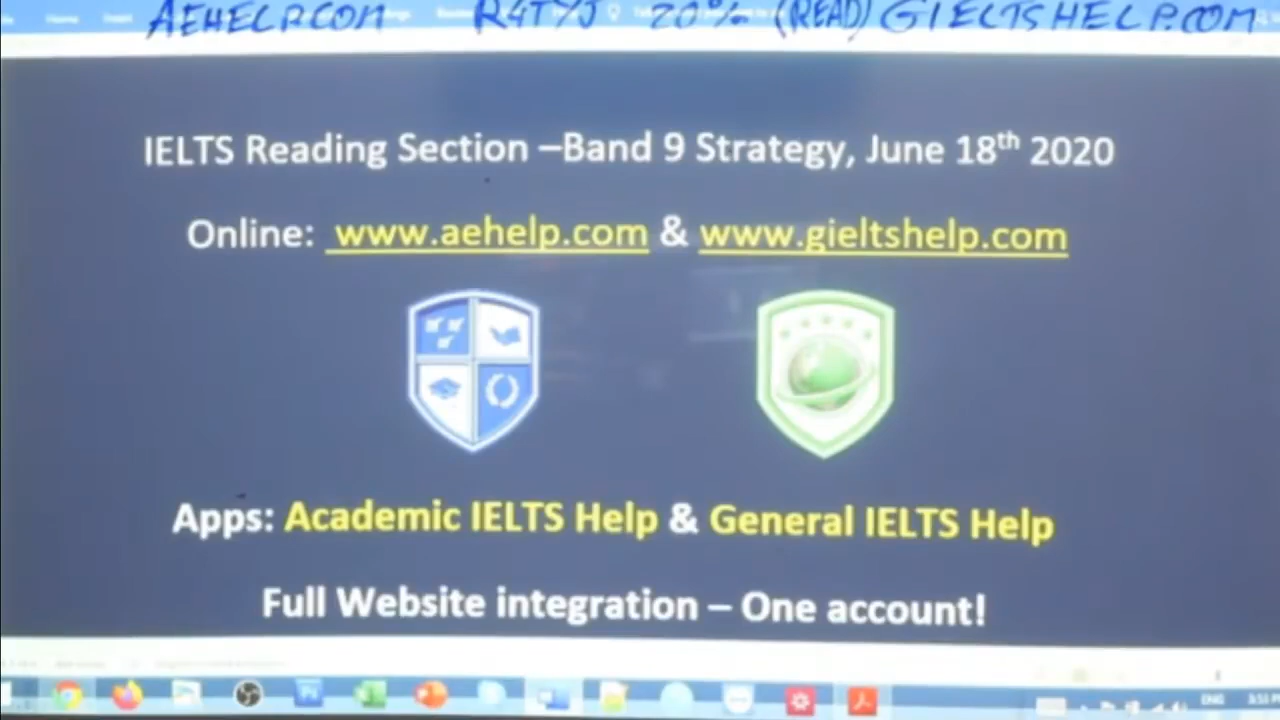 AEHELP.COM R4TYJ 20% (READ) GIELTSHELP.COM
IELTS Reading Section –Band 9 Strategy, June 18th 2020
Online: www.aehelp.com & www.gieltshelp.com
Apps: Academic IELTS Help & General IELTS Help
Full Website integration – One account!
ENG